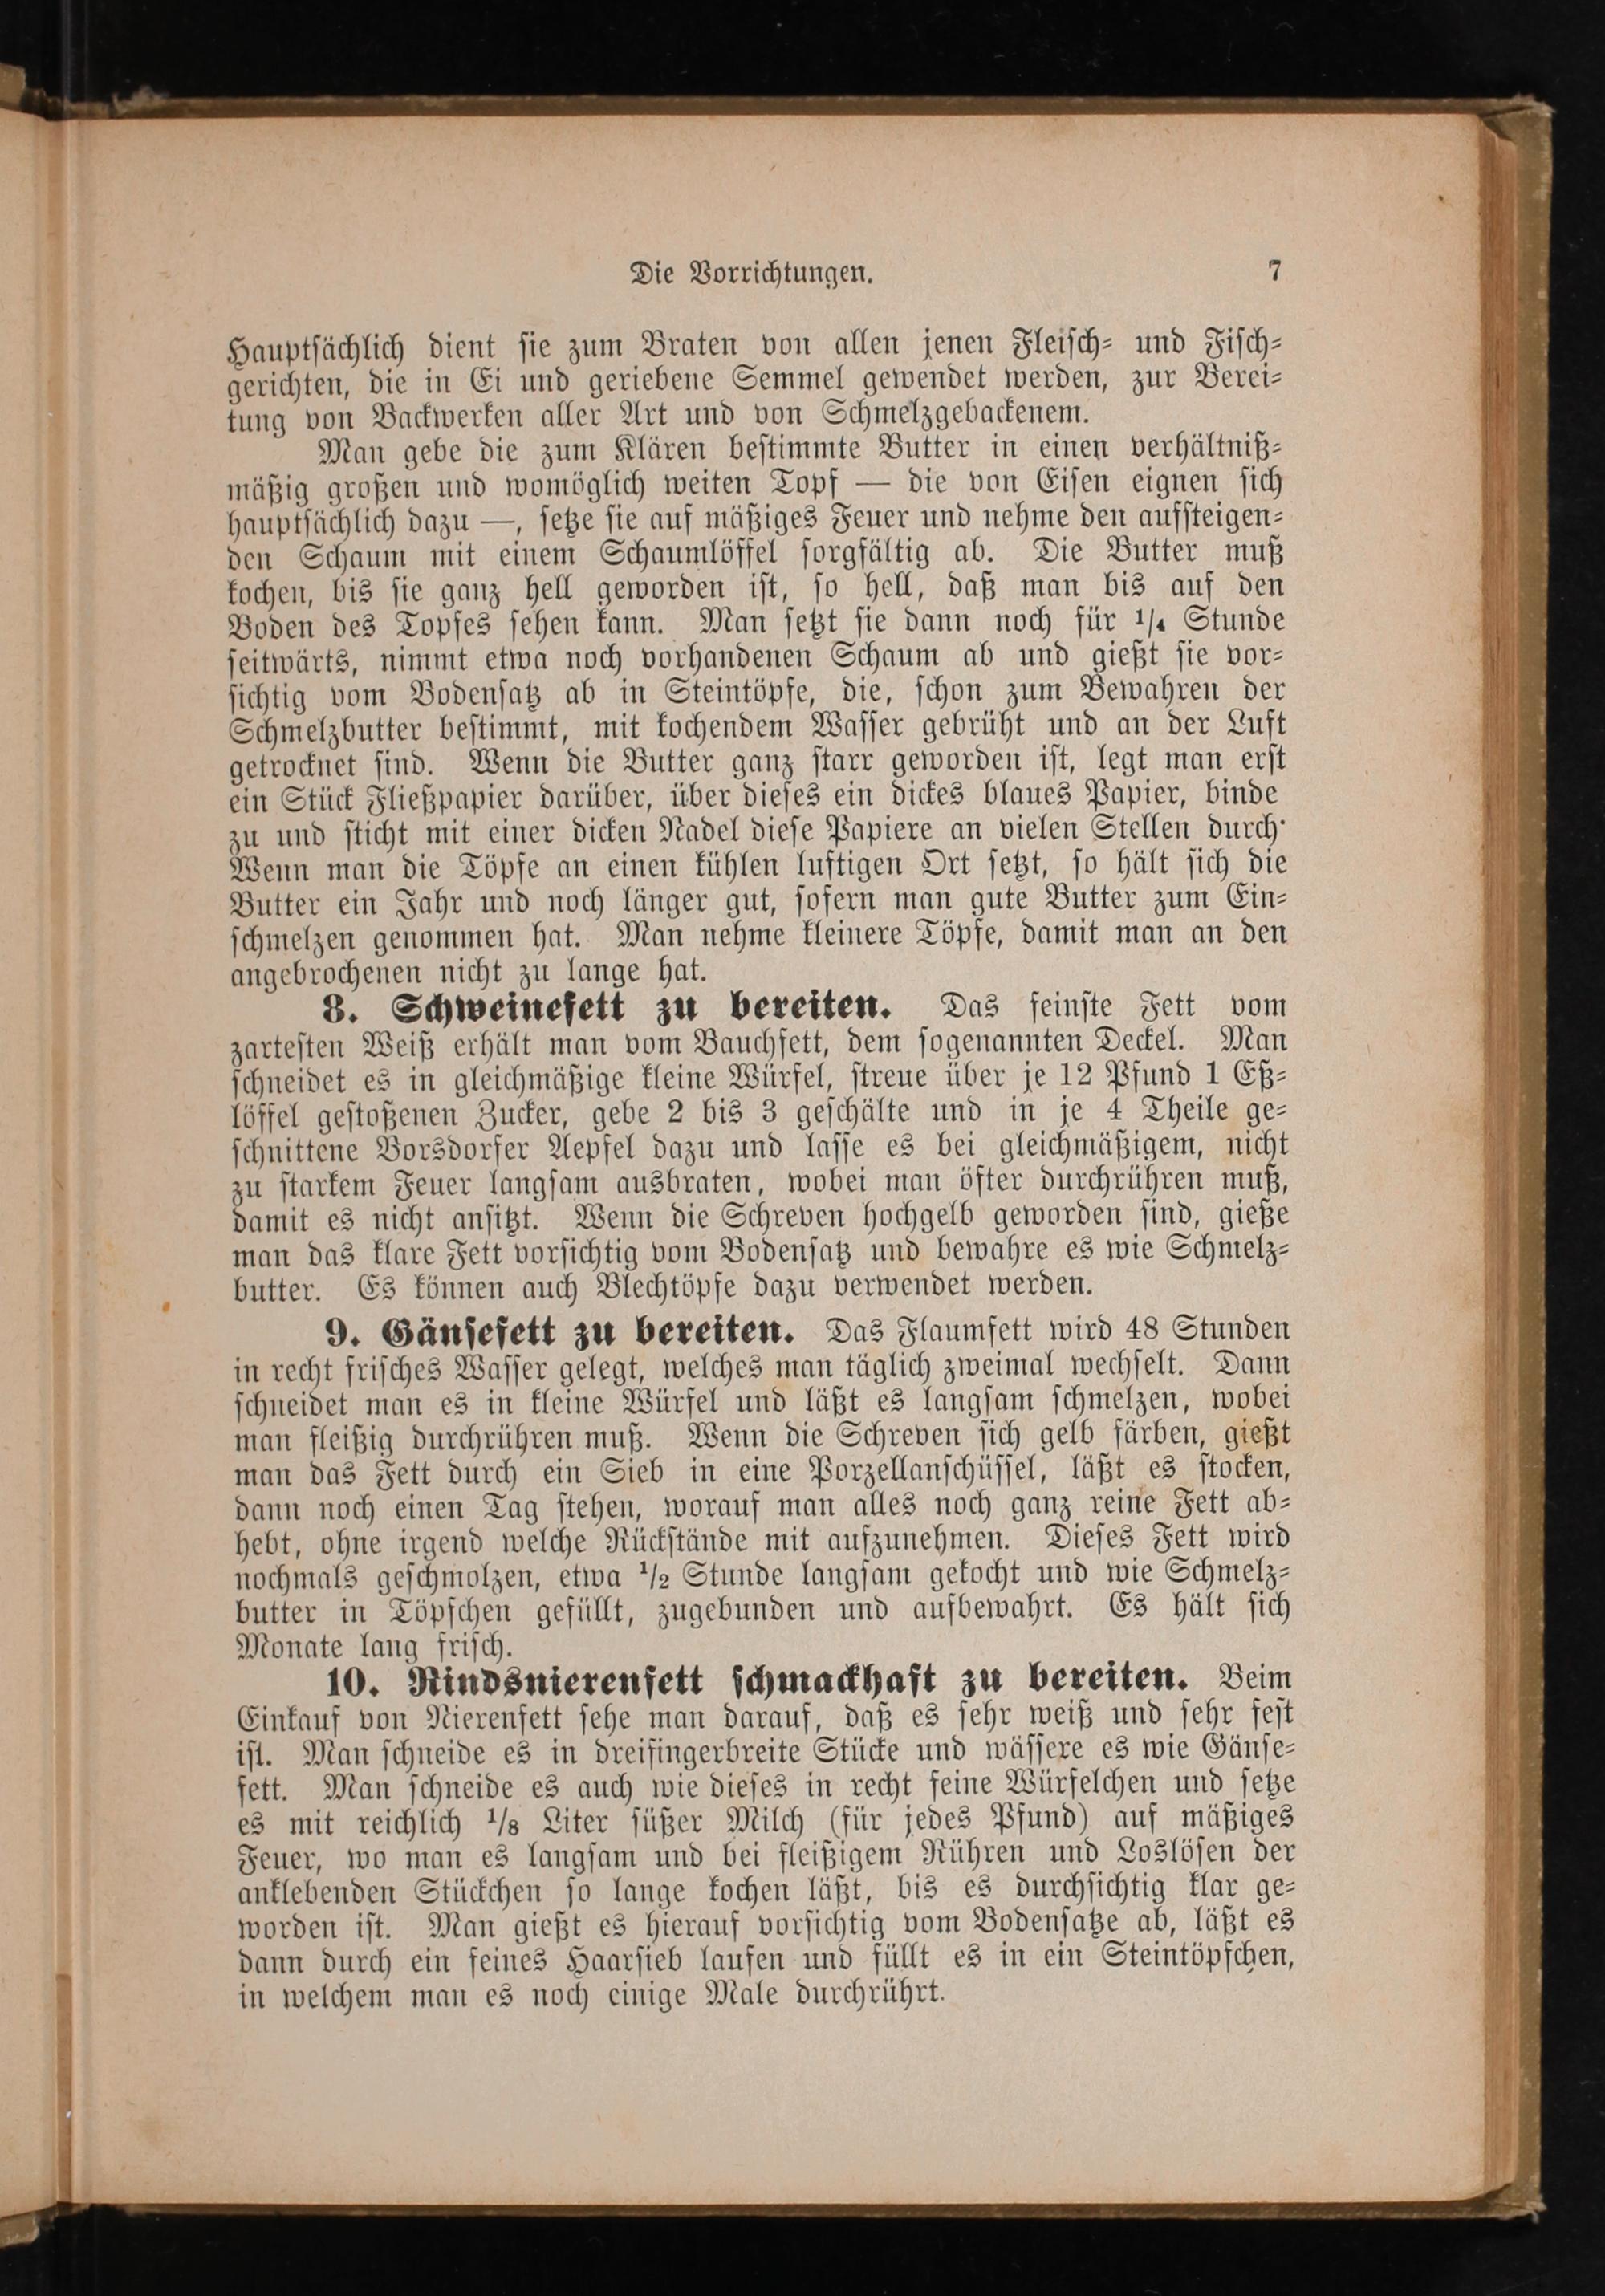 Die Vorrichtungen. 7
Hauptſächlich dient ſie zum Braten von allen jenen Fleiſch- und Fiſch-
gerichten, die in Ei und geriebene Semmel gewendet werden, zur Berei-
tung von Backwerken aller Art und von Schmelzgebackenem.
Man gebe die zum Klären beſtimmte Butter in einen verhältniß-
mäßig großen und womöglich weiten Topf — die von Eiſen eignen ſich
hauptſächlich dazu —, ſetze ſie auf mäßiges Feuer und nehme den aufſteigen-
den Schaum mit einem Schaumlöffel ſorgfältig ab. Die Butter muß
kochen, bis ſie ganz hell geworden iſt, ſo hell, daß man bis auf den
Boden des Topfes ſehen kann. Man ſetzt ſie dann noch für 1/4 Stunde
ſeitwärts, nimmt etwa noch vorhandenen Schaum ab und gießt ſie vor-
ſichtig vom Bodenſatz ab in Steintöpfe, die, ſchon zum Bewahren der
Schmelzbutter beſtimmt, mit kochendem Waſſer gebrüht und an der Luft
getrocknet ſind. Wenn die Butter ganz ſtarr geworden iſt, legt man erſt
ein Stück Fließpapier darüber, über dieſes ein dickes blaues Papier, binde
zu und ſticht mit einer dicken Nadel dieſe Papiere an vielen Stellen durch·
Wenn man die Töpfe an einen kühlen luftigen Ort ſetzt, ſo hält ſich die
Butter ein Jahr und noch länger gut, ſofern man gute Butter zum Ein-
ſchmelzen genommen hat. Man nehme kleinere Töpfe, damit man an den
angebrochenen nicht zu lange hat.
8. Schweinefett zu bereiten. Das feinſte Fett vom
zarteſten Weiß erhält man vom Bauchfett, dem ſogenannten Deckel. Man
ſchneidet es in gleichmäßige kleine Würfel, ſtreue über je 12 Pfund 1 Eß-
löffel geſtoßenen Zucker, gebe 2 bis 3 geſchälte und in je 4 Theile ge-
ſchnittene Borsdorfer Aepfel dazu und laſſe es bei gleichmäßigem, nicht
zu ſtarkem Feuer langſam ausbraten, wobei man öfter durchrühren muß,
damit es nicht anſitzt. Wenn die Schreven hochgelb geworden ſind, gieße
man das klare Fett vorſichtig vom Bodenſatz und bewahre es wie Schmelz-
butter. Es können auch Blechtöpfe dazu verwendet werden.
9. Gänſefett zu bereiten. Das Flaumfett wird 48 Stunden
in recht friſches Waſſer gelegt, welches man täglich zweimal wechſelt. Dann
ſchneidet man es in kleine Würfel und läßt es langſam ſchmelzen, wobei
man fleißig durchrühren muß. Wenn die Schreven ſich gelb färben, gießt
man das Fett durch ein Sieb in eine Porzellanſchüſſel, läßt es ſtocken,
dann noch einen Tag ſtehen, worauf man alles noch ganz reine Fett ab-
hebt, ohne irgend welche Rückſtände mit aufzunehmen. Dieſes Fett wird
nochmals geſchmolzen, etwa 1/2 Stunde langſam gekocht und wie Schmelz-
butter in Töpfchen gefüllt, zugebunden und aufbewahrt. Es hält ſich
Monate lang friſch.
10. Rindsnierenfett ſchmackhaft zu bereiten. Beim
Einkauf von Nierenfett ſehe man darauf, daß es ſehr weiß und ſehr feſt
iſt. Man ſchneide es in dreifingerbreite Stücke und wäſſere es wie Gänſe-
fett. Man ſchneide es auch wie dieſes in recht feine Würfelchen und ſetze
es mit reichlich 1/8 Liter ſüßer Milch (für jedes Pfund) auf mäßiges
Feuer, wo man es langſam und bei fleißigem Rühren und Loslöſen der
anklebenden Stückchen ſo lange kochen läßt, bis es durchſichtig klar ge-
worden iſt. Man gießt es hierauf vorſichtig vom Bodenſatze ab, läßt es
dann durch ein feines Haarſieb laufen und füllt es in ein Steintöpfchen,
in welchem man es noch einige Male durchrührt.